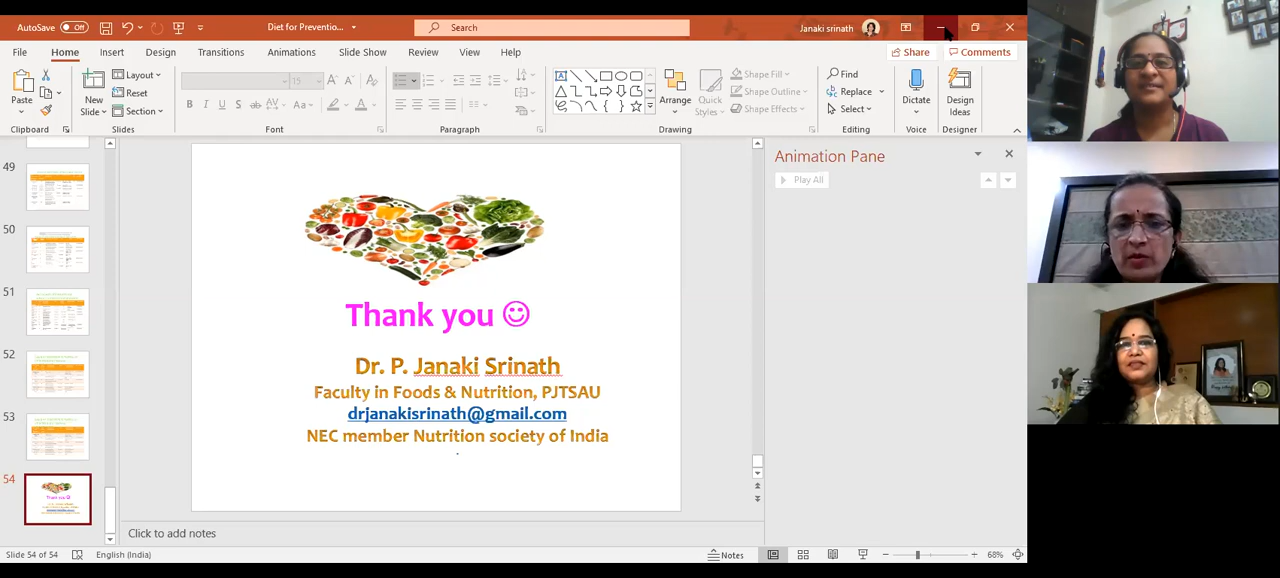 AutoSave Off
Diet for Preventio...
Search
Janaki srinath
File Home Insert Design Transitions Animations Slide Show Review View Help
Share Comments
Paste
Clipboard
New Slide
Layout
Reset
Section
Slides
15
Font
Paragraph
Arrange
Quick Styles
Shape Fill
Shape Outline
Shape Effects
Drawing
Find
Replace
Select
Editing
Dictate
Voice
Design Ideas
Designer
49
50
51
52
53
54
Thank you ☺
Dr. P. Janaki Srinath
Faculty in Foods & Nutrition, PJTSAU
drjanakisrinath@gmail.com
NEC member Nutrition society of India
.
Animation Pane
Play All
Click to add notes
Slide 54 of 54
English (India)
Notes
68%